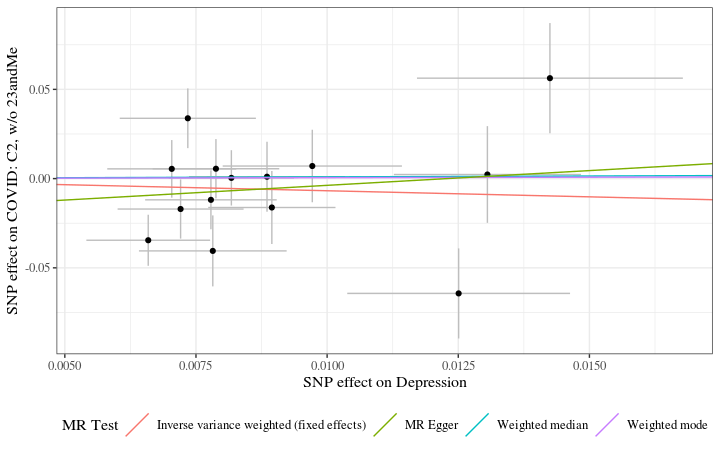 SNP effect on COVID: C2, w/o 23andMe
0.05
0.00
-0.05
0.0050 0.0075 0.0100 0.0125 0.0150
SNP effect on Depression
MR Test Inverse variance weighted (fixed effects) MR Egger Weighted median Weighted mode